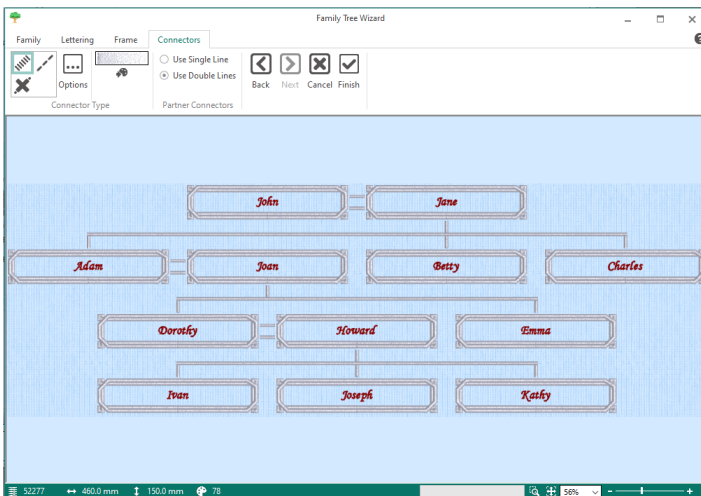 Family Tree Wizard
Family Lettering Frame Connectors
Use Single Line
Use Double Lines
Options
Back Next Cancel Finish
Connector Type Partner Connectors
John Jane
Adam Joan Betty Charles
Dorothy Howard Emma
Ivan Joseph Kathy
52277 460.0 mm 150.0 mm 78 56%